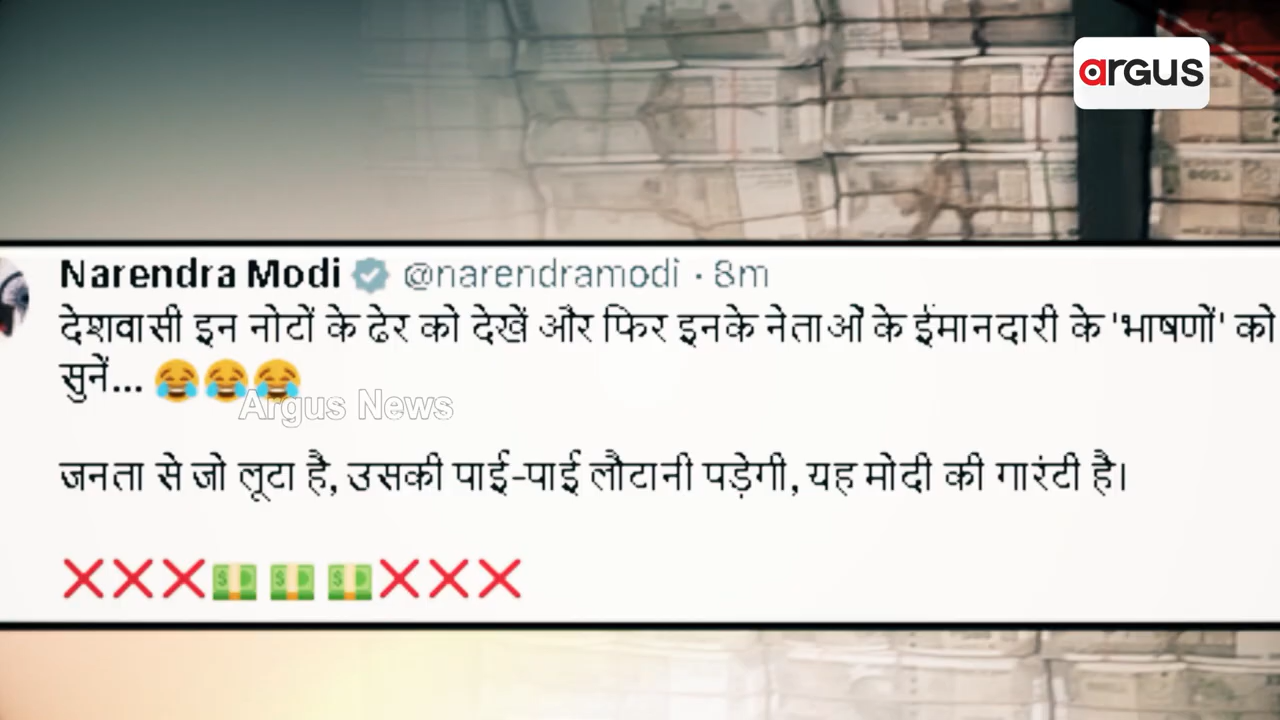 arGUS
Narendra Modi @narendramodi · 8m
देशवासी इन नोटों के ढेर को देखें और फिर इनके नेताओं के ईमानदारी के 'भाषणों' को
सुनें... 😂😂😂
Argus News
जनता से जो लूटा है, उसकी पाई-पाई लौटानी पड़ेगी, यह मोदी की गारंटी है।
❌❌❌💵 💵 💵❌❌❌